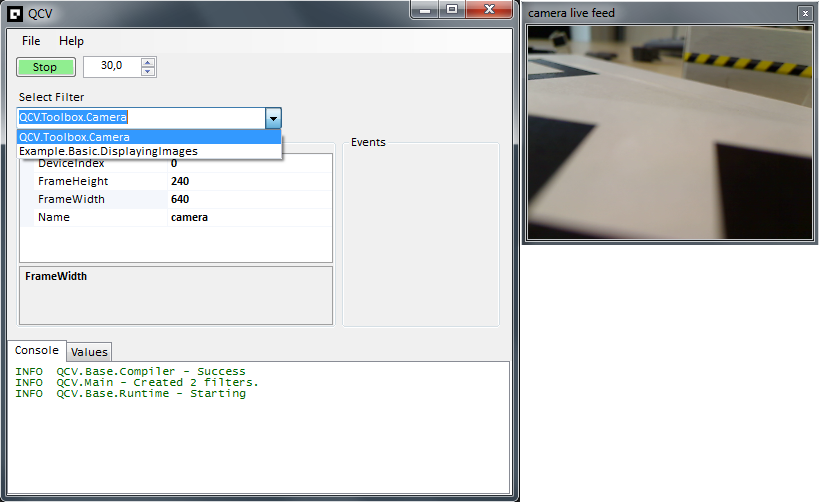 QCV
File Help
Stop 30,0
Select Filter
QCV.Toolbox.Camera
QCV.Toolbox.Camera
Example.Basic.DisplayingImages
DeviceIndex 0
FrameHeight 240
FrameWidth 640
Name camera
FrameWidth
Events
Console Values
INFO QCV.Base.Compiler - Success
INFO QCV.Main - Created 2 filters.
INFO QCV.Base.Runtime - Starting
camera live feed